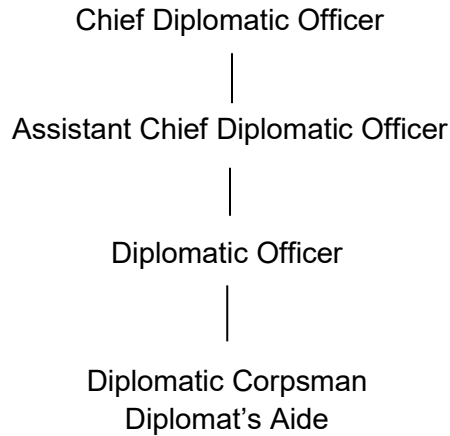 Chief Diplomatic Officer
Assistant Chief Diplomatic Officer
Diplomatic Officer
Diplomatic Corpsman
Diplomat’s Aide